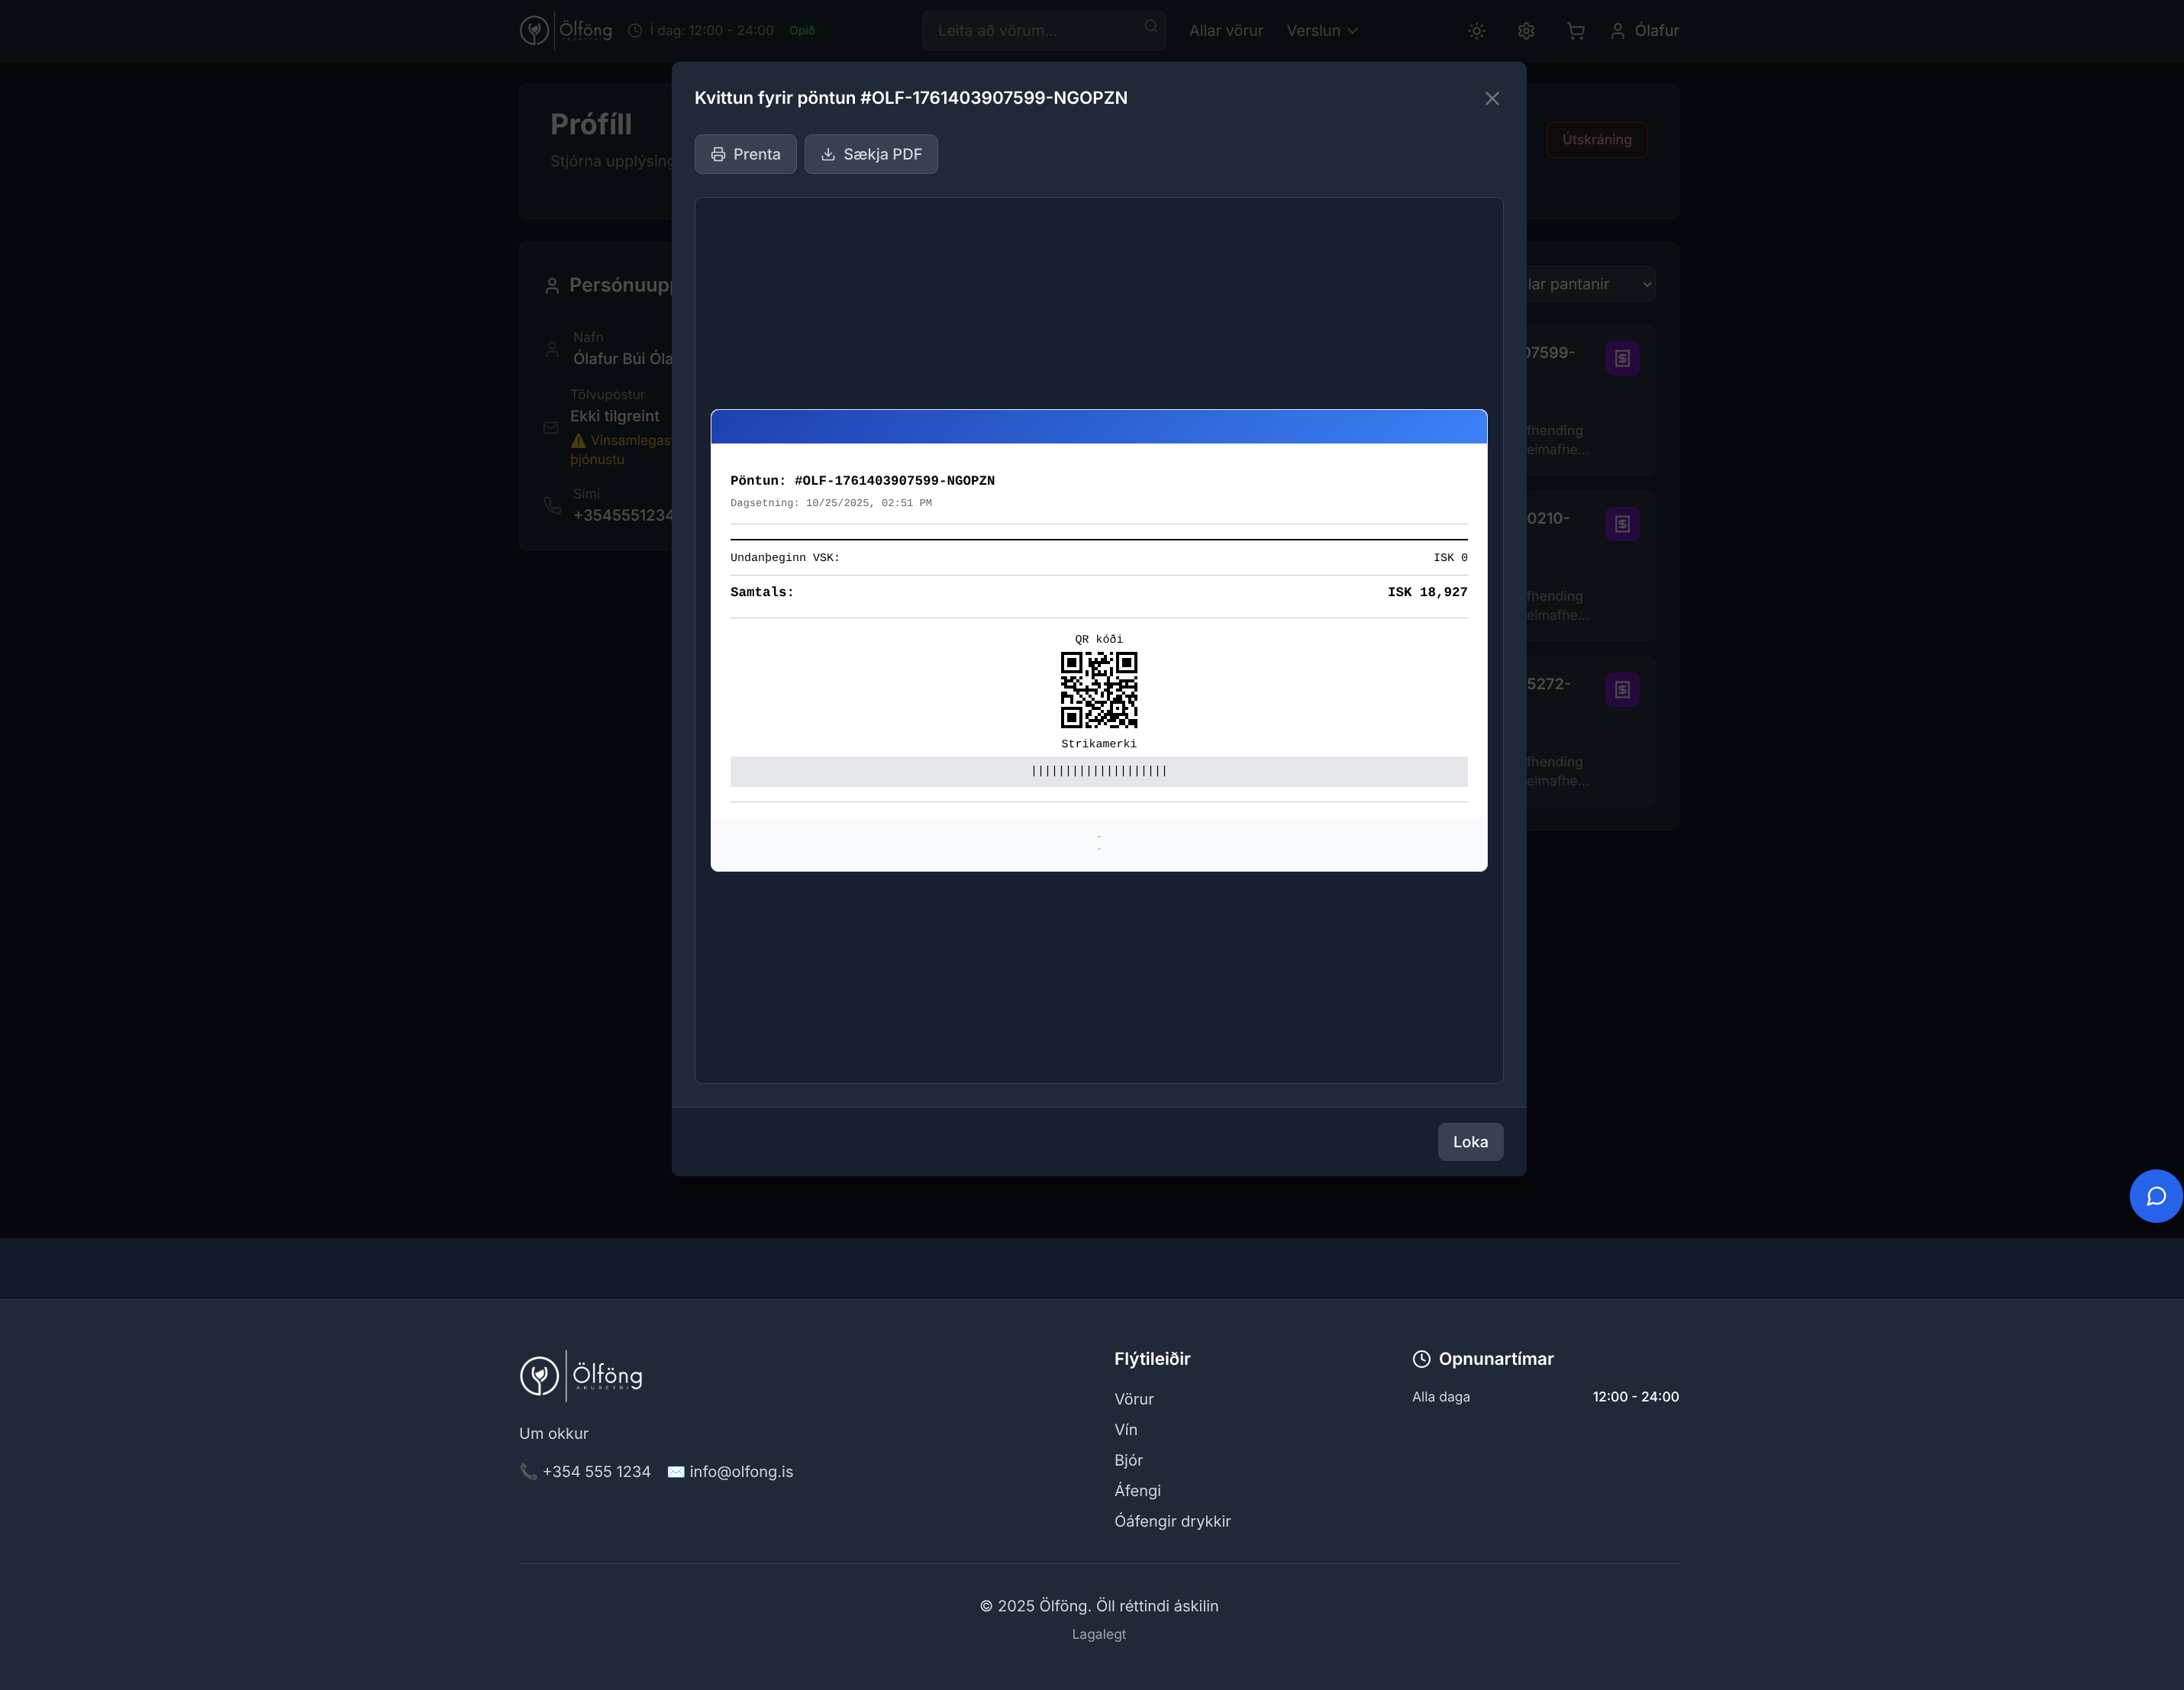 Ölföng
Í dag: 12:00 - 24:00
Opið
Leita að vörum...
Allar vörur
Verslun
Ólafur
Kvittun fyrir pöntun #OLF-1761403907599-NGOPZN
Prenta
Sækja PDF
Prófíll
Stjórna upplýsing
Útskráning
Persónuupp
lar pantanir
Nafn
Ólafur Búi Óla
Tölvupóstur
Ekki tilgreint
⚠️ Vinsamlegast
þjónustu
Sími
+3545551234
07599-
fhending
eimafhe...
0210-
fhending
eimafhe...
5272-
fhending
eimafhe...
Pöntun: #OLF-1761403907599-NGOPZN
Dagsetning: 10/25/2025, 02:51 PM
Undanþeginn VSK: ISK 0
Samtals: ISK 18,927
QR kóði
Strikamerki
||||||||||||||||||||
-
-
Loka
Ölföng
AKUREYRI
Um okkur
📞 +354 555 1234 ✉️ info@olfong.is
Flýtileiðir
Vörur
Vín
Bjór
Áfengi
Óáfengir drykkir
Opnunartímar
Alla daga 12:00 - 24:00
© 2025 Ölföng. Öll réttindi áskilin
Lagalegt